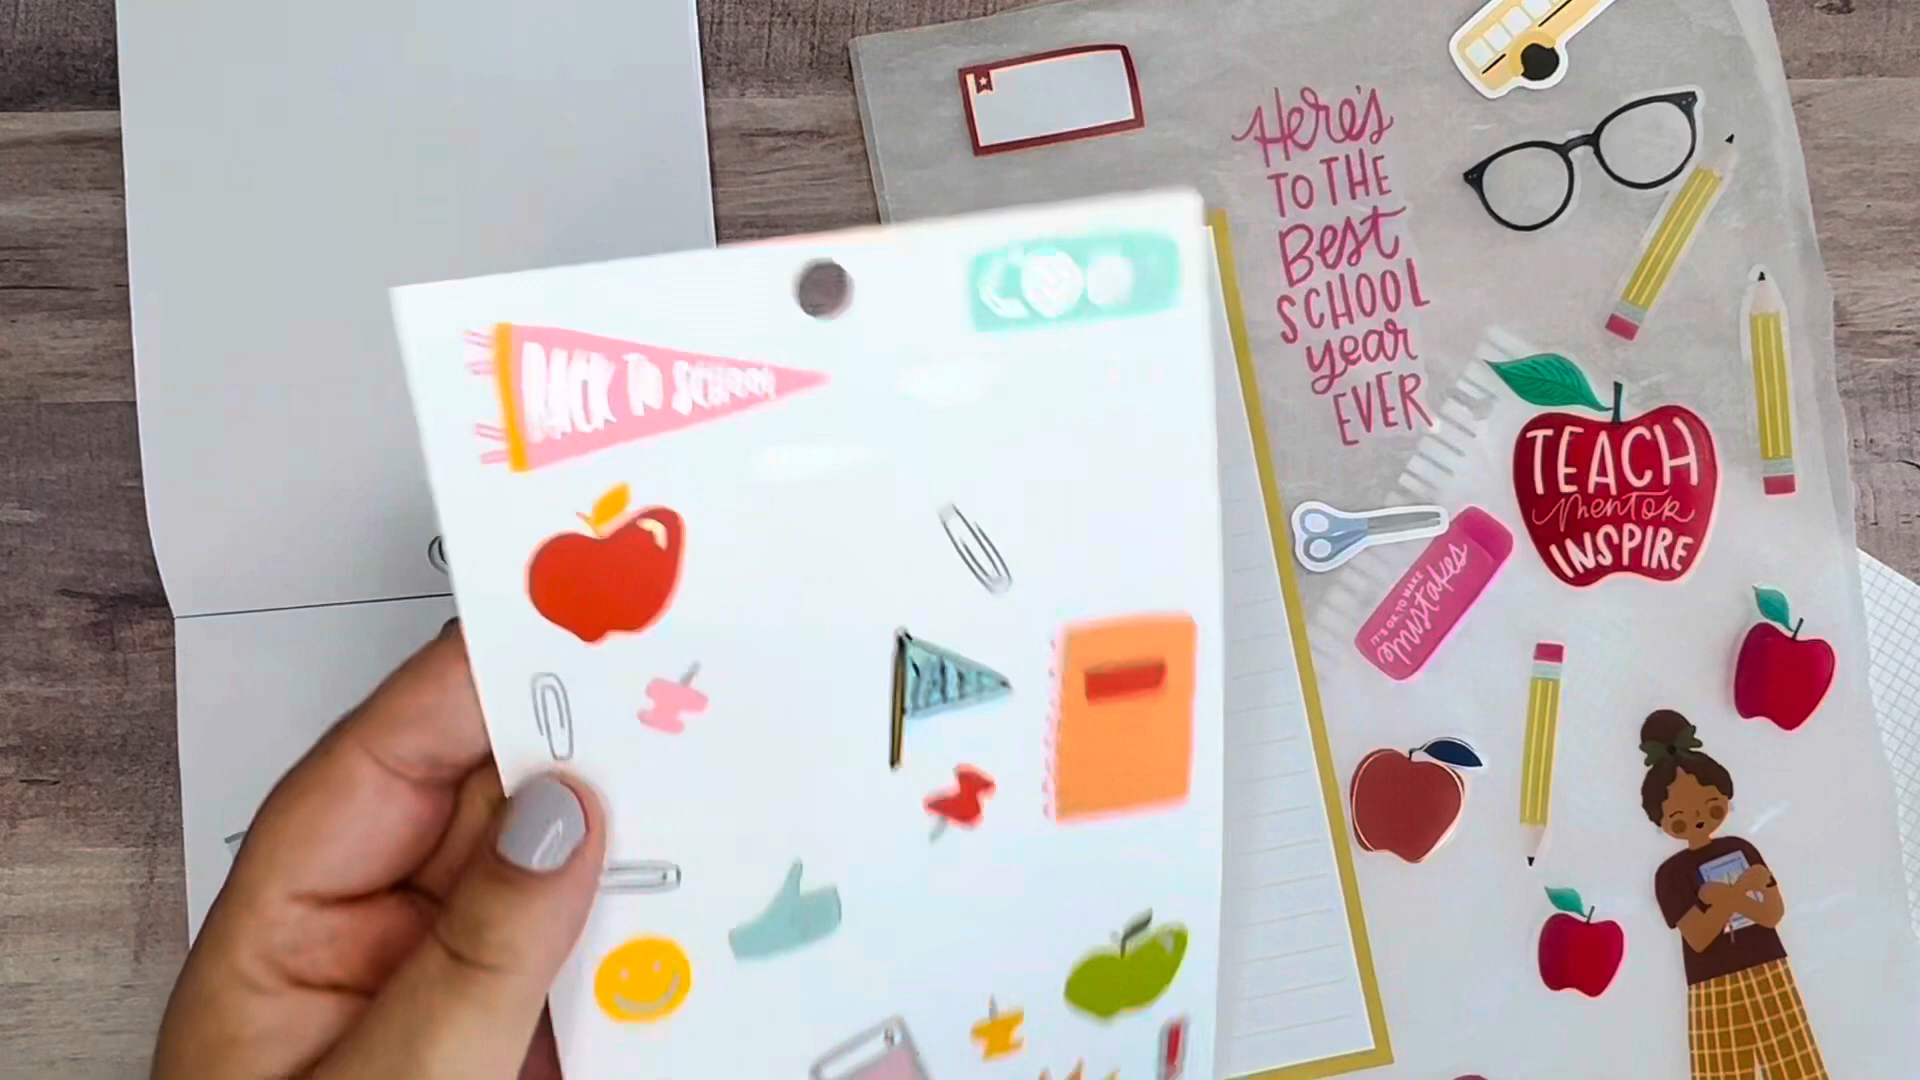 BACK TO SCHOOL
Here's
TO THE
Best
SCHOOL
year
EVER
TEACH
mentor
INSPIRE
IT'S OK TO MAKE
mistakes